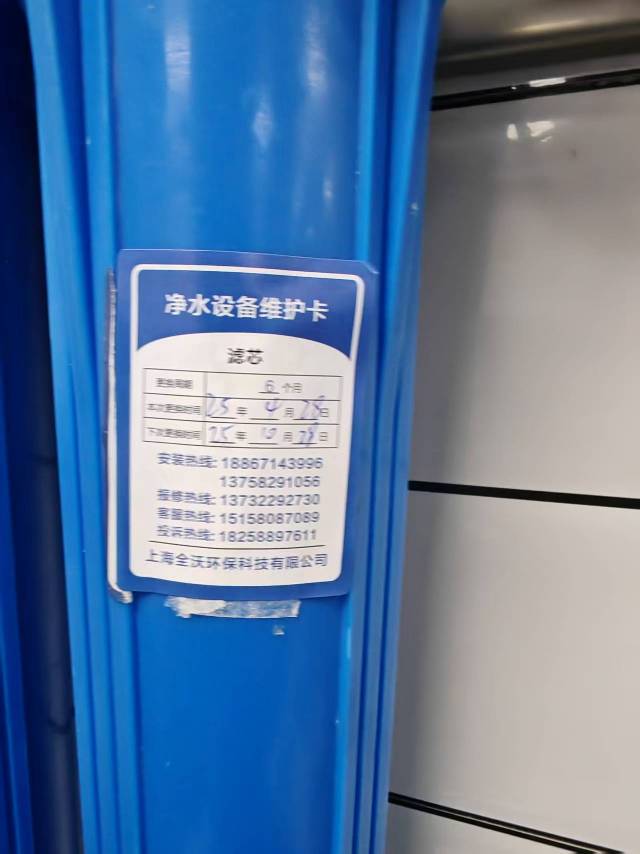 净水设备维护卡
滤芯
更换周期 6 个月
本次更换时间 25 年 4 月 28 日
下次更换时间 25 年 10 月 28 日
安装热线: 18867143996
13758291056
报修热线: 13732292730
客服热线: 15158087089
投诉热线: 18258897611
上海全沃环保科技有限公司